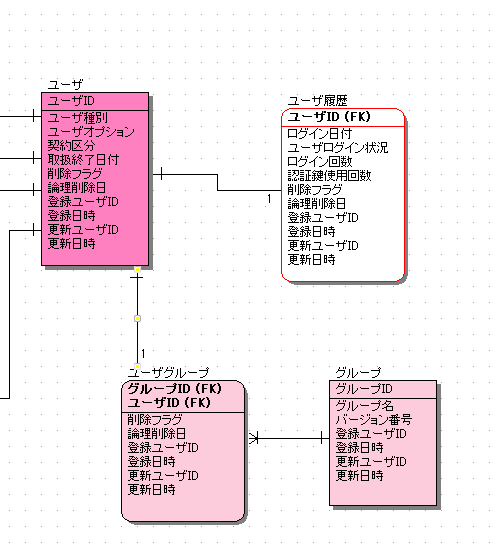 ユーザ
ユーザID
ユーザ種別
ユーザオプション
契約区分
取扱終了日付
削除フラグ
論理削除日
登録ユーザID
登録日時
更新ユーザID
更新日時
ユーザ履歴
ユーザID (FK)
ログイン日付
ユーザログイン状況
ログイン回数
認証鍵使用回数
削除フラグ
論理削除日
登録ユーザID
登録日時
更新ユーザID
更新日時
1
1
ユーザグループ
グループID (FK)
ユーザID (FK)
削除フラグ
論理削除日
登録ユーザID
登録日時
更新ユーザID
更新日時
グループ
グループID
グループ名
バージョン番号
登録ユーザID
登録日時
更新ユーザID
更新日時